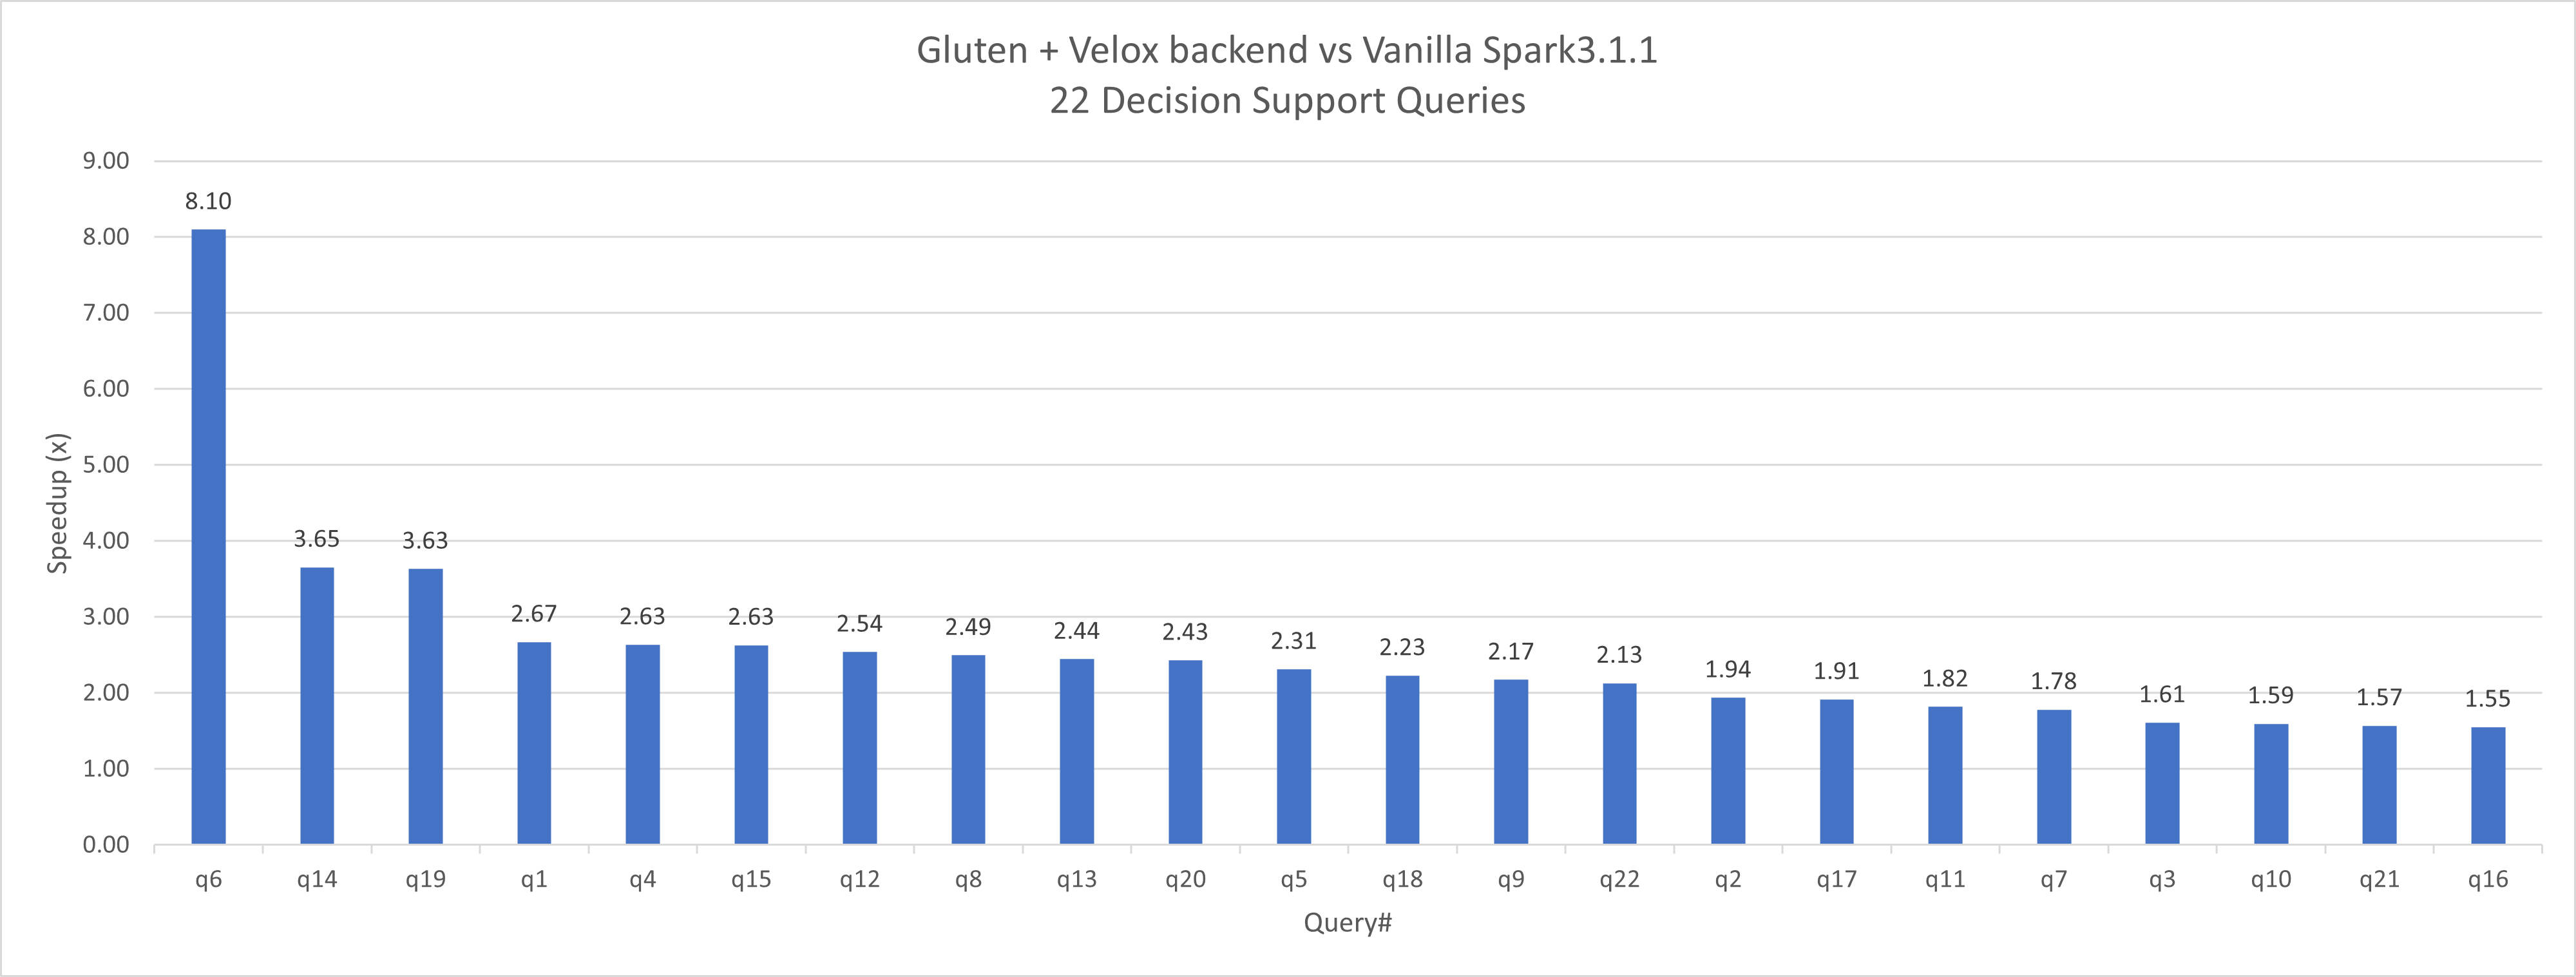 Gluten + Velox backend vs Vanilla Spark3.1.1
22 Decision Support Queries
Speedup (x)
9.00
8.00
7.00
6.00
5.00
4.00
3.00
2.00
1.00
0.00
8.10
3.65
3.63
2.67
2.63
2.63
2.54
2.49
2.44
2.43
2.31
2.23
2.17
2.13
1.94
1.91
1.82
1.78
1.61
1.59
1.57
1.55
q6
q14
q19
q1
q4
q15
q12
q8
q13
q20
q5
q18
q9
q22
q2
q17
q11
q7
q3
q10
q21
q16
Query#